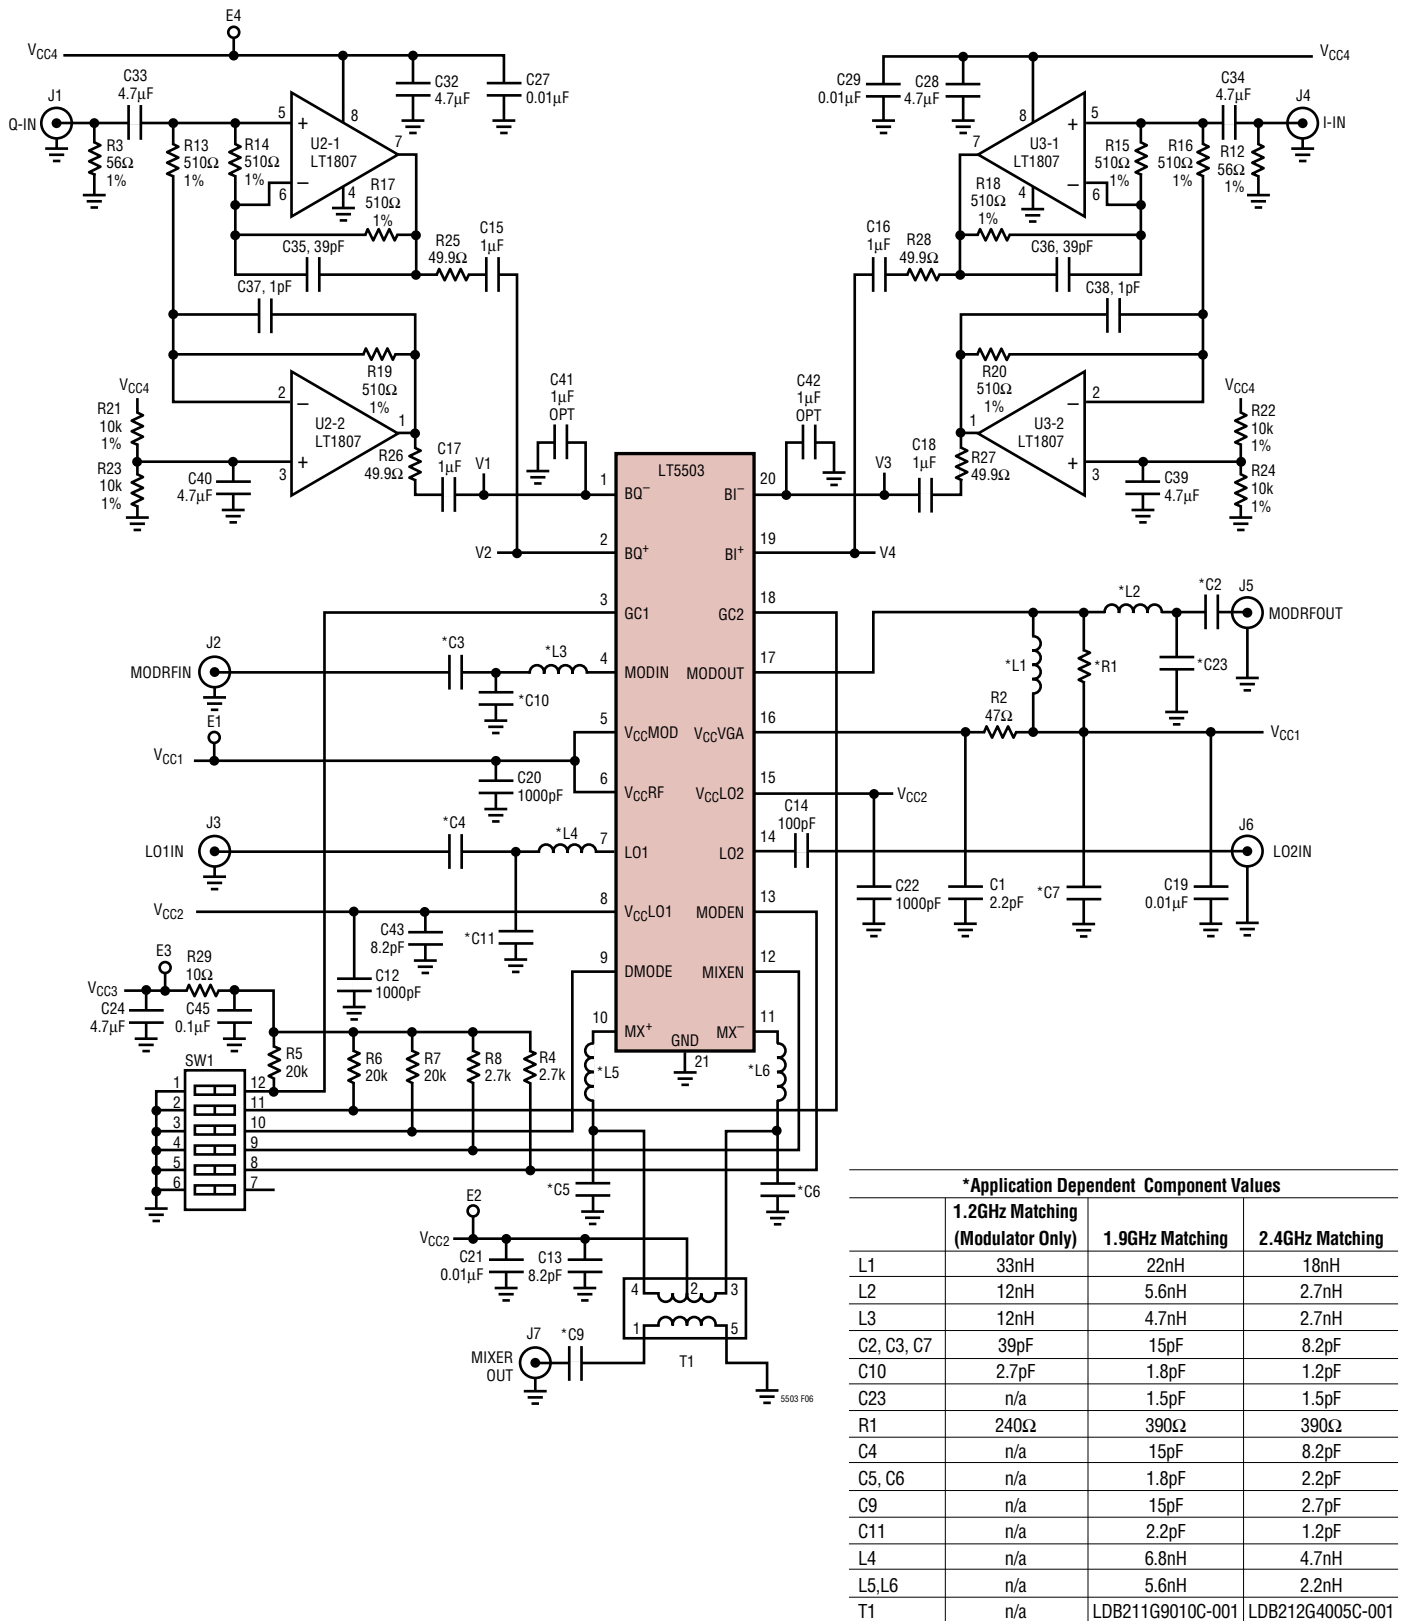 E4
VCC4
C33
4.7µF
J1
Q-IN
R3
56Ω
1%
R13
510Ω
1%
R14
510Ω
1%
5
+
6
–
U2-1
LT1807
8
7
4
C32
4.7µF
C27
0.01µF
R17
510Ω
1%
C35, 39pF
R25
49.9Ω
C15
1µF
C37, 1pF
R19
510Ω
1%
2
–
3
+
U2-2
LT1807
1
VCC4
R21
10k
1%
R23
10k
1%
C40
4.7µF
R26
49.9Ω
C17
1µF
V1
V2
C41
1µF
OPT
VCC4
C29
0.01µF
C28
4.7µF
C34
4.7µF
J4
I-IN
R15
510Ω
1%
R16
510Ω
1%
R12
56Ω
1%
8
+
5
7
U3-1
LT1807
4
–
6
R18
510Ω
1%
C36, 39pF
C16
1µF
R28
49.9Ω
C38, 1pF
R20
510Ω
1%
2
–
1
U3-2
LT1807
+
3
VCC4
R22
10k
1%
R24
10k
1%
C39
4.7µF
R27
49.9Ω
C18
1µF
V3
V4
C42
1µF
OPT
LT5503
1
BQ–
2
BQ+
3
GC1
4
MODIN
5
VCCMOD
6
VCCRF
7
LO1
8
VCCLO1
9
DMODE
10
MX+
GND
21
20
BI–
19
BI+
18
GC2
17
MODOUT
16
VCCVGA
15
VCCLO2
14
LO2
13
MODEN
12
MIXEN
11
MX–
J2
MODRFIN
*C3
*L3
*C10
E1
VCC1
C20
1000pF
J3
LO1IN
*C4
*L4
VCC2
C43
8.2pF
*C11
C12
1000pF
E3
VCC3
R29
10Ω
C24
4.7µF
C45
0.1µF
R5
20k
R6
20k
R7
20k
R8
2.7k
R4
2.7k
SW1
1
12
2
11
3
10
4
9
5
8
6
7
*L5
*L6
*C5
*C6
E2
VCC2
C21
0.01µF
C13
8.2pF
4
2
3
1
5
T1
J7
MIXER
OUT
*C9
5503 F06
*L2
*C2
J5
MODRFOUT
*L1
*R1
*C23
R2
47Ω
VCC1
VCC2
C14
100pF
J6
LO2IN
C22
1000pF
C1
2.2pF
*C7
C19
0.01µF
*Application Dependent Component Values
1.2GHz Matching
(Modulator Only) 1.9GHz Matching 2.4GHz Matching
L1 33nH 22nH 18nH
L2 12nH 5.6nH 2.7nH
L3 12nH 4.7nH 2.7nH
C2, C3, C7 39pF 15pF 8.2pF
C10 2.7pF 1.8pF 1.2pF
C23 n/a 1.5pF 1.5pF
R1 240Ω 390Ω 390Ω
C4 n/a 15pF 8.2pF
C5, C6 n/a 1.8pF 2.2pF
C9 n/a 15pF 2.7pF
C11 n/a 2.2pF 1.2pF
L4 n/a 6.8nH 4.7nH
L5,L6 n/a 5.6nH 2.2nH
T1 n/a LDB211G9010C-001 LDB212G4005C-001